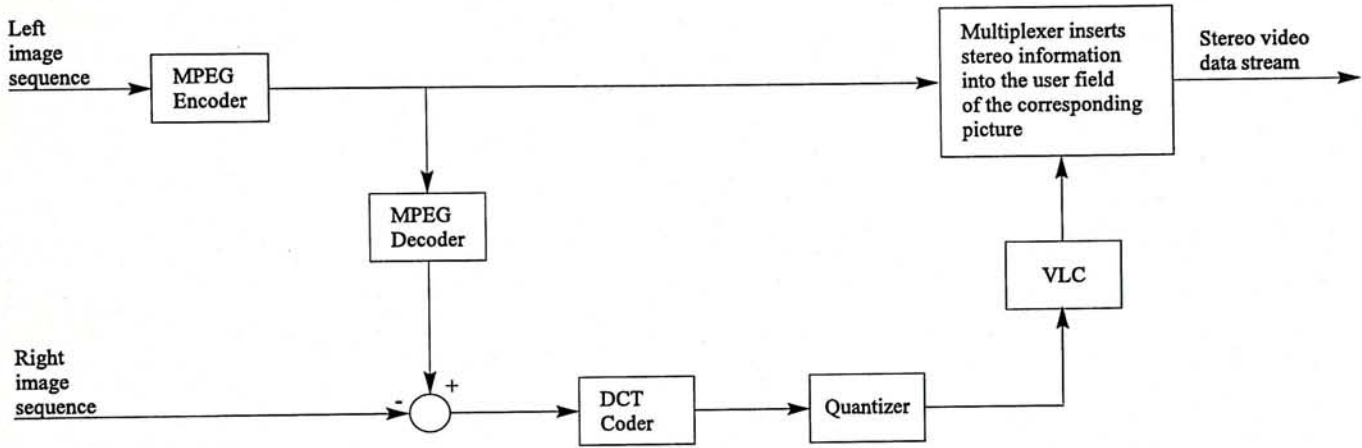 Left
image
sequence
MPEG
Encoder
Multiplexer inserts
stereo information
into the user field
of the corresponding
picture
Stereo video
data stream
MPEG
Decoder
VLC
Right
image
sequence
-
+
DCT
Coder
Quantizer